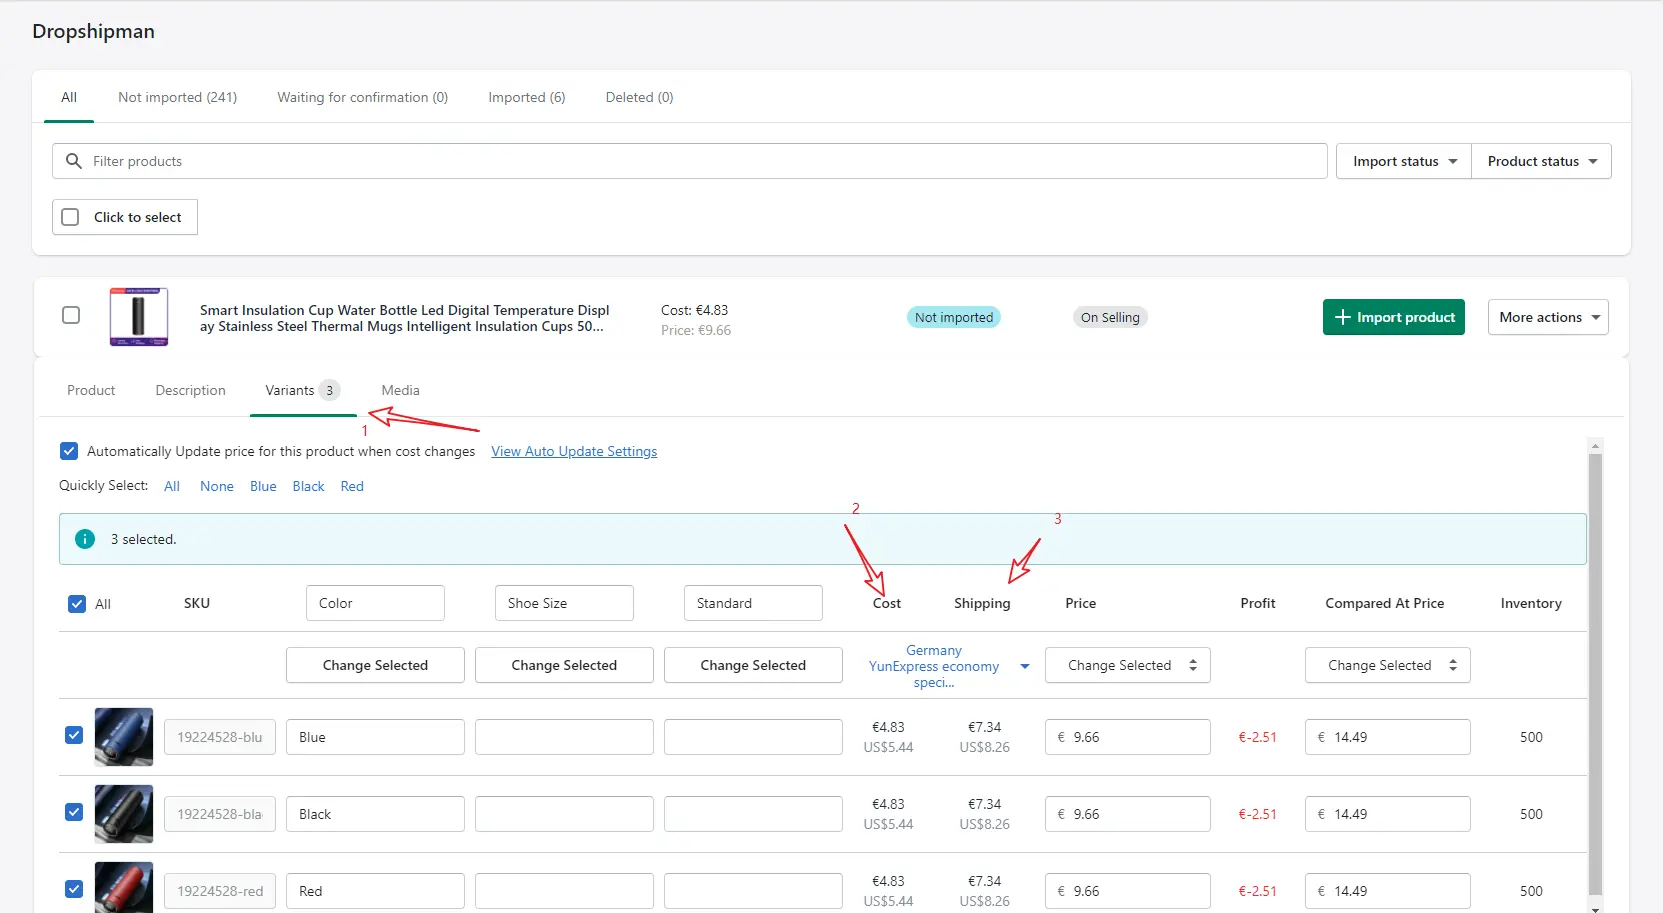 Dropshipman
All Not imported (241) Waiting for confirmation (0) Imported (6) Deleted (0)
Filter products Import status Product status
Click to select
Smart Insulation Cup Water Bottle Led Digital Temperature Displ
ay Stainless Steel Thermal Mugs Intelligent Insulation Cups 50...
Cost: €4.83
Price: €9.66
Not imported On Selling Import product More actions
Product Description Variants 3 Media
1
Automatically Update price for this product when cost changes View Auto Update Settings
Quickly Select: All None Blue Black Red
2 3
3 selected.
All SKU Color Shoe Size Standard Cost Shipping Price Profit Compared At Price Inventory
Change Selected Change Selected Change Selected
Germany
YunExpress economy
speci...
Change Selected Change Selected
19224528-blu Blue €4.83 €7.34 € 9.66 €-2.51 € 14.49 500
US$5.44 US$8.26
19224528-bla Black €4.83 €7.34 € 9.66 €-2.51 € 14.49 500
US$5.44 US$8.26
19224528-red Red €4.83 €7.34 € 9.66 €-2.51 € 14.49 500
US$5.44 US$8.26